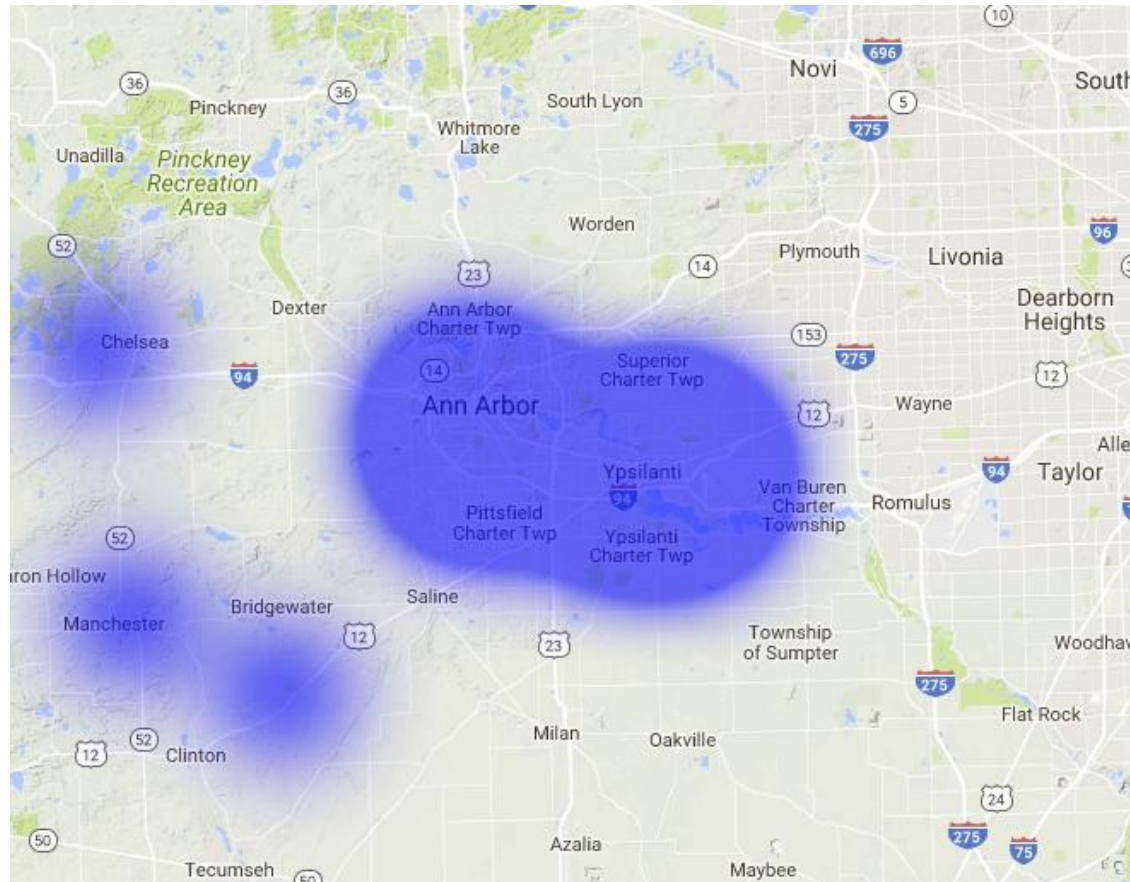 10
696
Novi
South
36
36
Pinckney
South Lyon
5
275
Whitmore
Lake
Unadilla
Pinckney
Recreation
Area
52
Worden
96
Plymouth
Livonia
14
23
Dearborn
Heights
Dexter
Ann Arbor
Charter Twp
153
Chelsea
275
Superior
Charter Twp
94
14
12
Ann Arbor
12
Wayne
Alle
Ypsilanti
94
Taylor
94
Van Buren
Charter
Township
Romulus
Pittsfield
Charter Twp
52
Ypsilanti
Charter Twp
ron Hollow
Saline
Bridgewater
Manchester
12
23
Township
of Sumpter
Woodhav
275
Flat Rock
Milan
Oakville
52
12
Clinton
24
275
50
Azalia
75
Tecumseh
50
Maybee